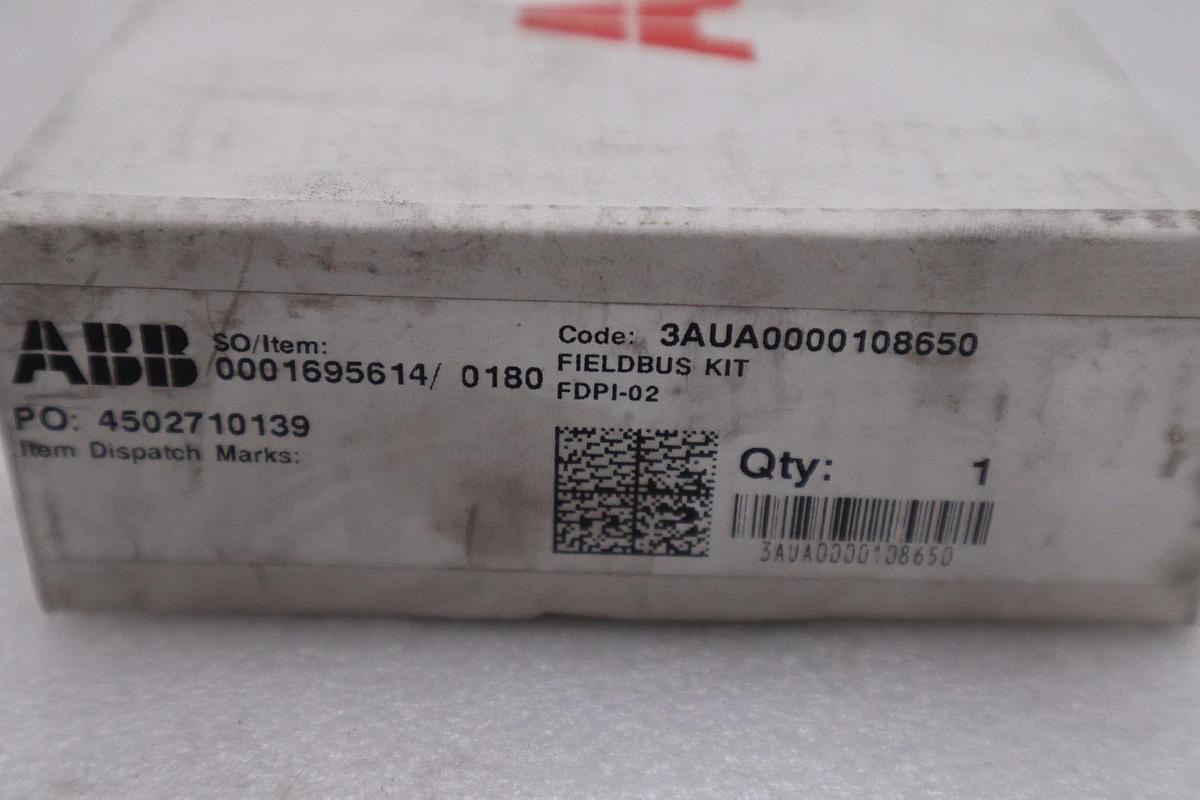 ABB
SO/Item:
0001695614/ 0180
PO: 4502710139
Item Dispatch Marks:
Code: 3AUA0000108650
FIELDBUS KIT
FDPI-02
Qty: 1
3AUA0000108650